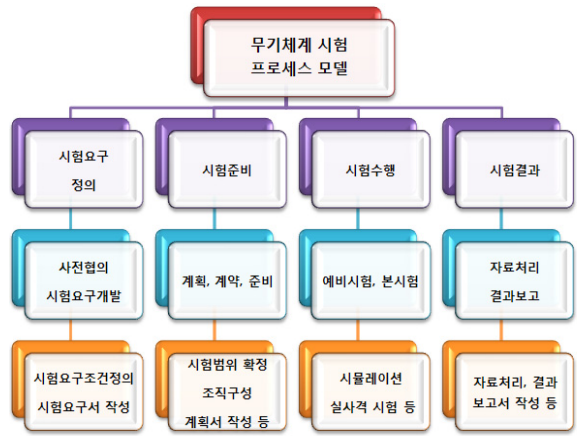 무기체계 시험
프로세스 모델
시험요구
정의
시험준비
시험수행
시험결과
사전협의
시험요구개발
계획, 계약, 준비
예비시험, 본시험
자료처리
결과보고
시험요구조건정의
시험요구서 작성
시험범위 확정
조직구성
계획서 작성 등
시뮬레이션
실사격 시험 등
자료처리, 결과
보고서 작성 등